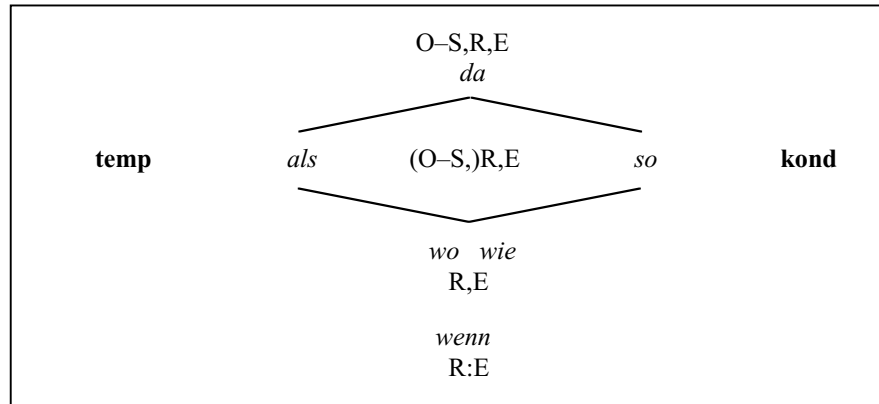 O–S,R,E
da
temp als (O–S,)R,E so kond
wo wie
R,E
wenn
R:E